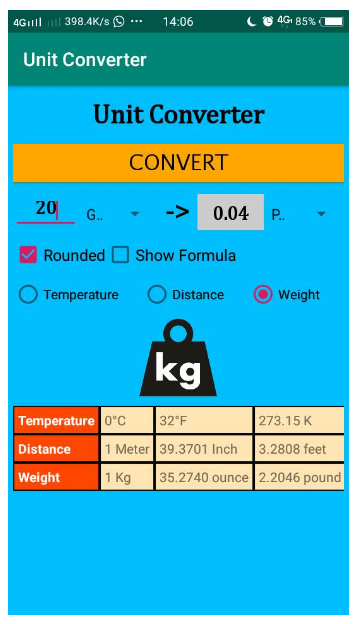 4G 398.4K/s ··· 14:06 4G 85%
Unit Converter
Unit Converter
CONVERT
20 G.. -> 0.04 P..
Rounded Show Formula
Temperature Distance Weight
kg
Temperature 0°C 32°F 273.15 K
Distance 1 Meter 39.3701 Inch 3.2808 feet
Weight 1 Kg 35.2740 ounce 2.2046 pound